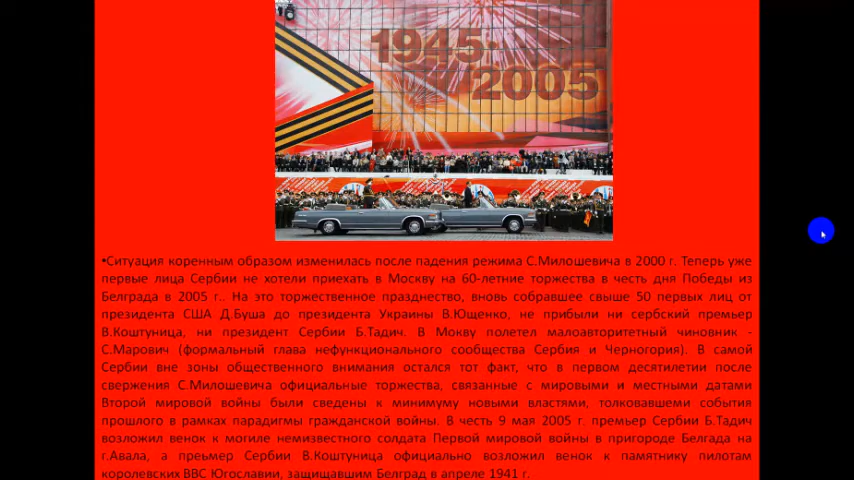 1945-
2005
•Ситуация коренным образом изменилась после падения режима С.Милошевича в 2000 г. Теперь уже
первые лица Сербии не хотели приехать в Москву на 60-летние торжества в честь дня Победы из
Белграда в 2005 г.. На это торжественное празднество, вновь собравшее свыше 50 первых лиц от
президента США Д.Буша до президента Украины В.Ющенко, не прибыли ни сербский премьер
В.Коштуница, ни президент Сербии Б.Тадич. В Мокву полетел малоавторитетный чиновник -
С.Марович (формальный глава нефункционального сообщества Сербия и Черногория). В самой
Сербии вне зоны общественного внимания остался тот факт, что в первом десятилетии после
свержения С.Милошевича официальные торжества, связанные с мировыми и местными датами
Второй мировой войны были сведены к минимуму новыми властями, толковавшеми события
прошлого в рамках парадигмы гражданской войны. В честь 9 мая 2005 г. премьер Сербии Б.Тадич
возложил венок к могиле немизвестного солдата Первой мировой войны в пригороде Белгада на
г.Авала, а преьмер Сербии В.Коштуница официально возложил венок к памятнику пилотам
королевских ВВС Югославии, защищавшим Белград в апреле 1941 г.